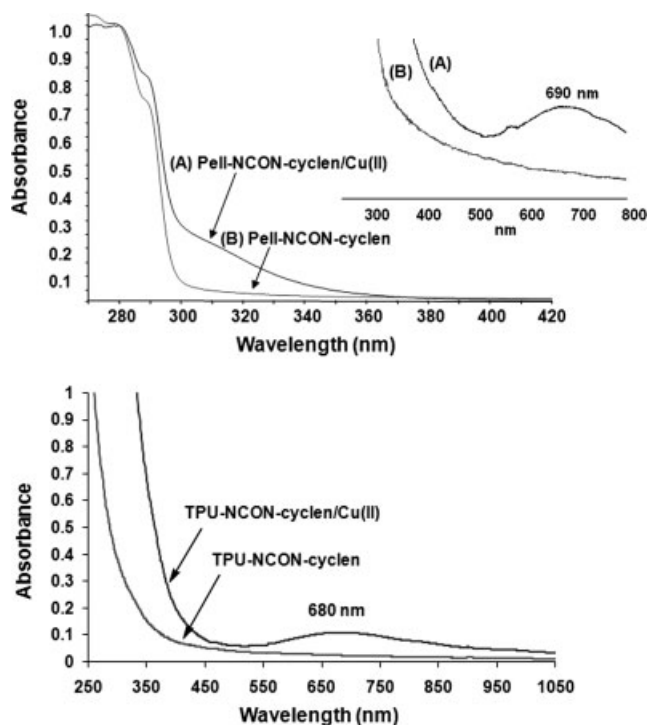 Absorbance
1.0
0.9
0.8
0.7
0.6
0.5
0.4
0.3
0.2
0.1
(A) Pell-NCON-cyclen/Cu(II)
(B) Pell-NCON-cyclen
280 300 320 340 360 380 400 420
Wavelength (nm)
(B) (A)
690 nm
300 400 500 600 700 800
nm
Absorbance
1
0.9
0.8
0.7
0.6
0.5
0.4
0.3
0.2
0.1
0
TPU-NCON-cyclen/Cu(II)
TPU-NCON-cyclen
680 nm
250 350 450 550 650 750 850 950 1050
Wavelength (nm)